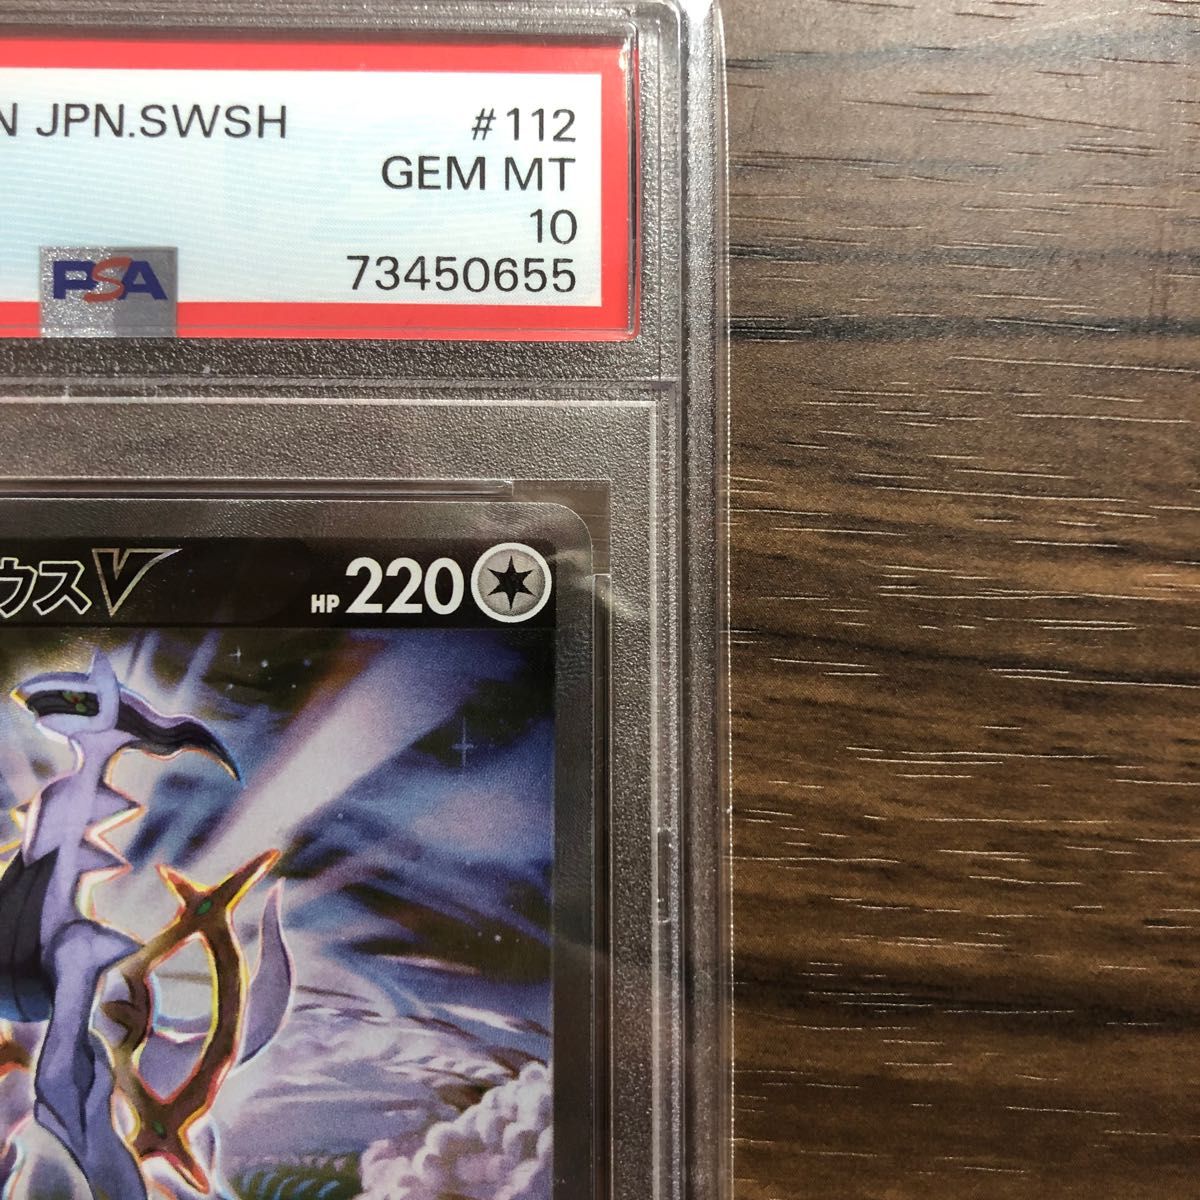 N JPN.SWSH #112
GEM MT
10
PSA 73450655
ウスV HP 220